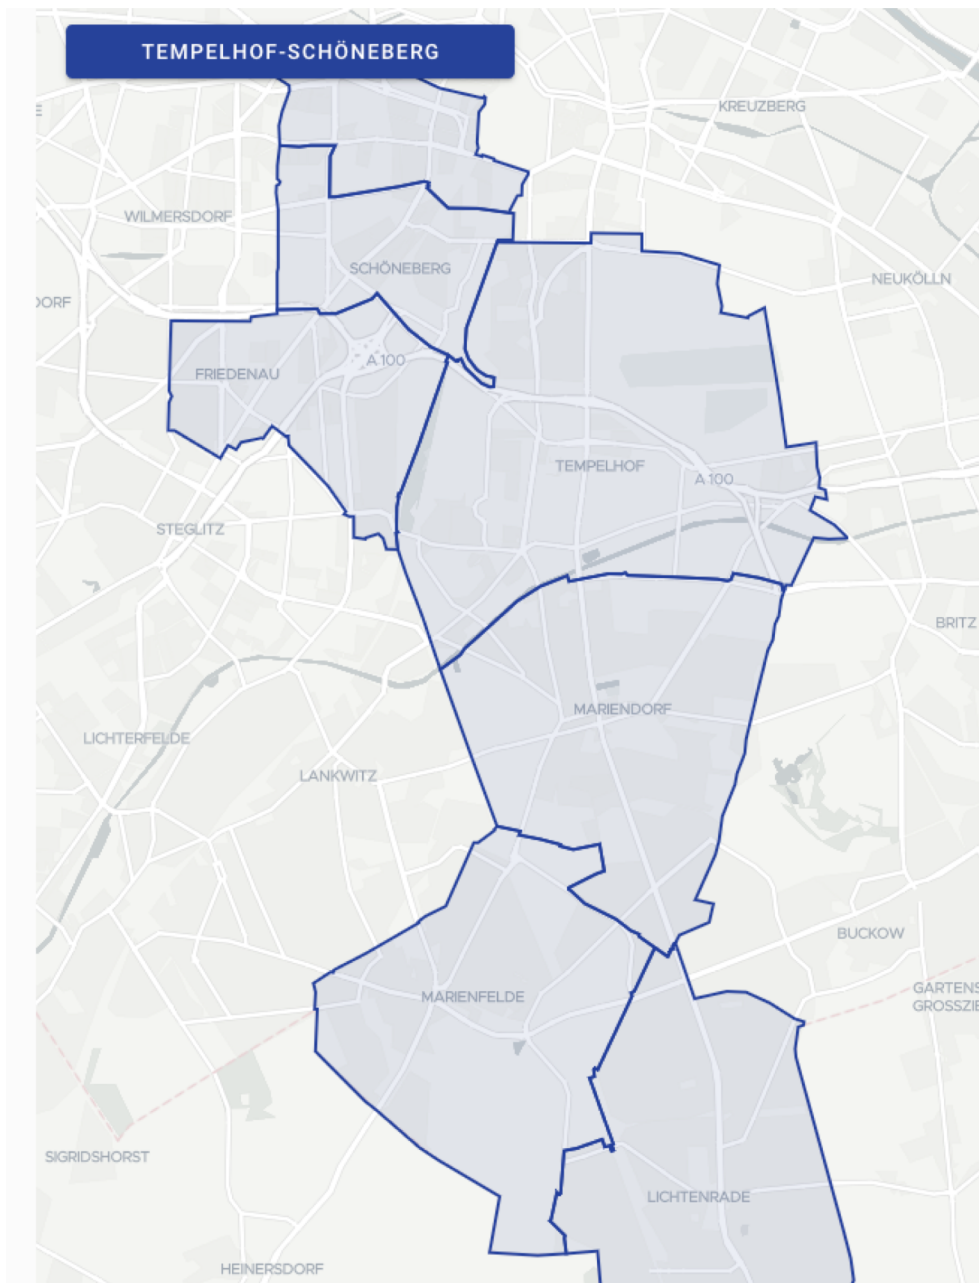 TEMPELHOF-SCHÖNEBERG
KREUZBERG
WILMERSDORF
SCHÖNEBERG
NEUKÖLLN
DORF
A 100
FRIEDENAU
TEMPELHOF
A 100
STEGLITZ
BRITZ
MARIENDORF
LICHTERFELDE
LANKWITZ
BUCKOW
MARIENFELDE
GARTENS
GROSSZIE
SIGRIDSHORST
LICHTENRADE
HEINERSDORF